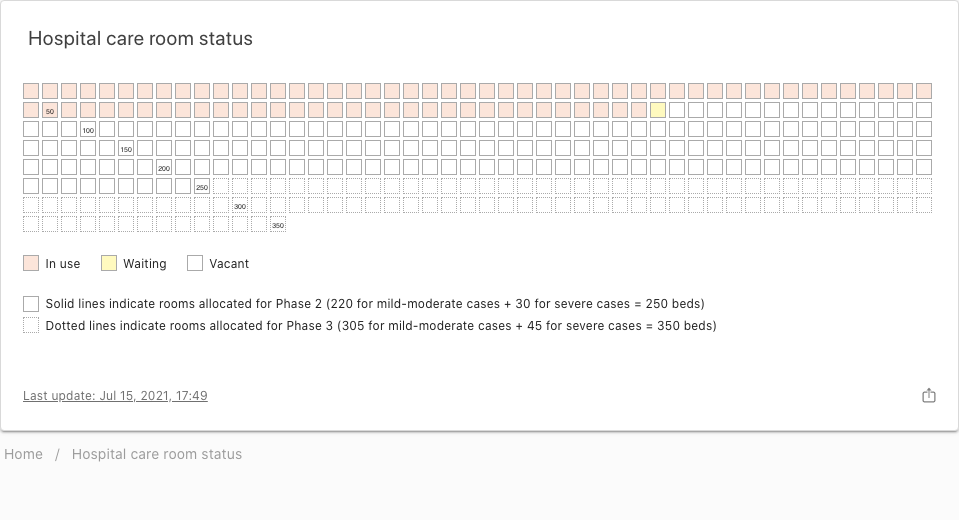 Hospital care room status
50
100
150
200
250
300
350
In use Waiting Vacant
Solid lines indicate rooms allocated for Phase 2 (220 for mild-moderate cases + 30 for severe cases = 250 beds)
Dotted lines indicate rooms allocated for Phase 3 (305 for mild-moderate cases + 45 for severe cases = 350 beds)
Last update: Jul 15, 2021, 17:49
Home / Hospital care room status